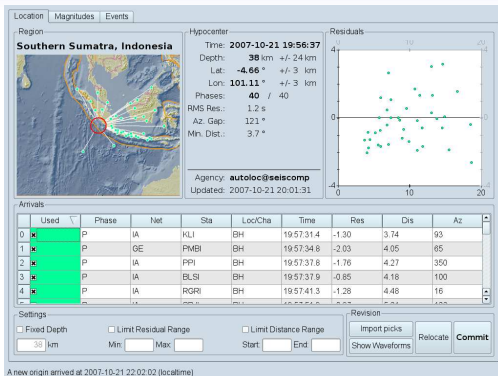 Location Magnitudes Events
Region
Southern Sumatra, Indonesia
Hypocenter
Time: 2007-10-21 19:56:37
Depth: 38 km +/- 24 km
Lat: -4.66 ° +/- 3 km
Lon: 101.11 ° +/- 3 km
Phases: 40 / 40
RMS Res.: 1.2 s
Az. Gap: 121 °
Min. Dist.: 3.7 °
Agency: autoloc@seiscomp
Updated: 2007-10-21 20:01:31
Residuals
0 10 20
4 4
0 0
-4 -4
0 10 20
Arrivals
Used Phase Net Sta Loc/Cha Time Res Dis Az
0 P IA KLI BH 19:57:31.4 -1.30 3.74 93
1 P GE PMBI BH 19:57:34.8 -2.03 4.05 65
2 P IA PPI BH 19:57:37.8 -1.76 4.27 350
3 P IA BLSI BH 19:57:37.9 -0.85 4.18 100
4 P IA RGRI BH 19:57:41.3 -1.28 4.48 16
Settings
Fixed Depth Limit Residual Range Limit Distance Range
38 km Min: Max: Start: End:
Revision
Import picks
Show Waveforms
Relocate
Commit
A new origin arrived at 2007-10-21 22:02:02 (localtime)